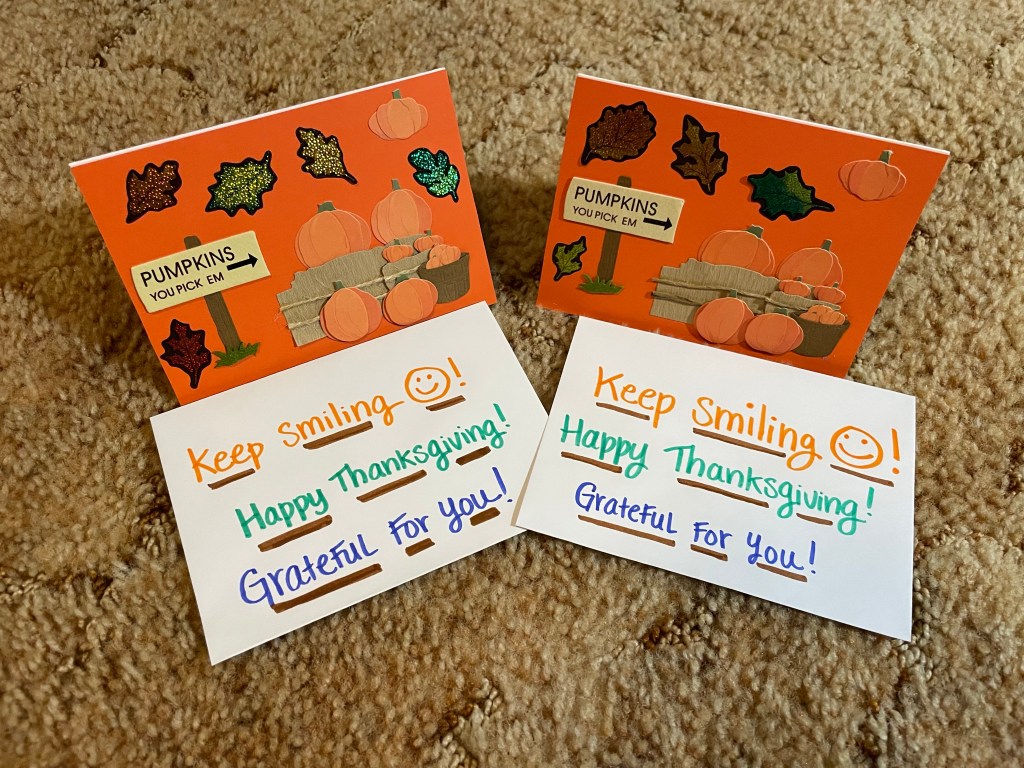 PUMPKINS
YOU PICK EM
Keep Smiling !
Happy Thanksgiving!
Grateful For You!
PUMPKINS
YOU PICK EM
Keep Smiling !
Happy Thanksgiving!
Grateful For You!